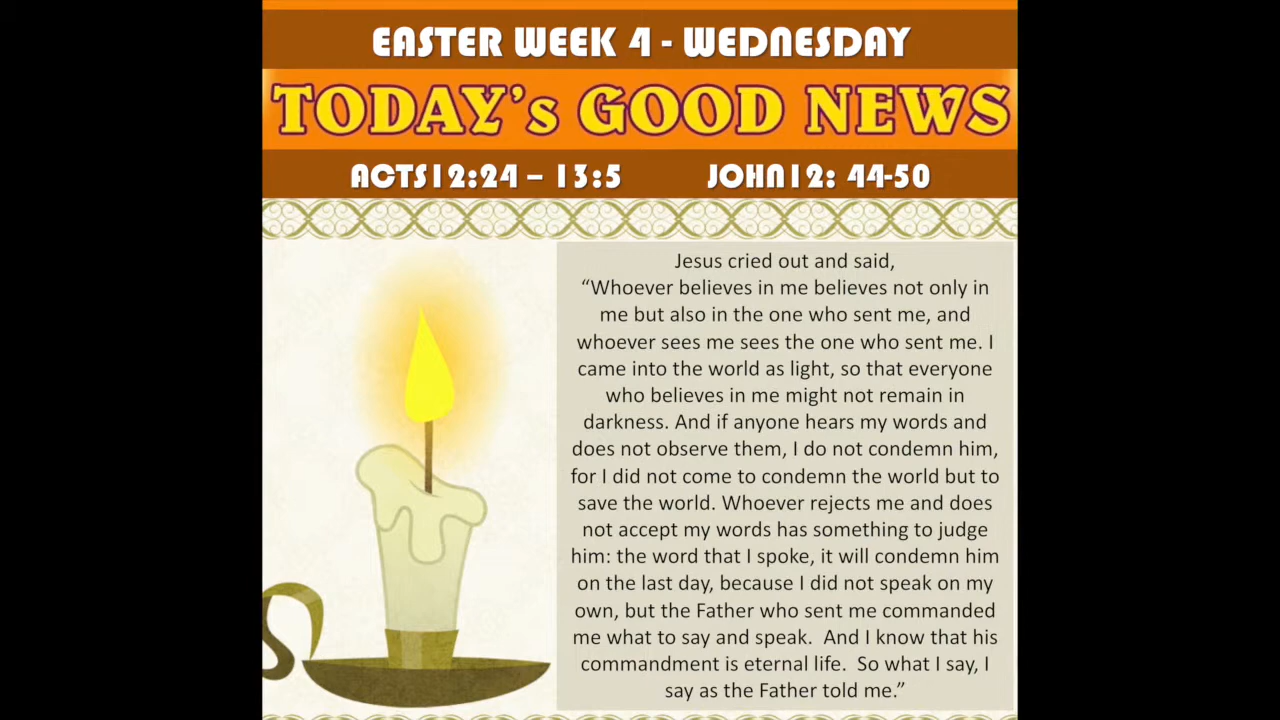 EASTER WEEK 4 - WEDNESDAY
TODAY's GOOD NEWS
ACTS12:24 – 13:5 JOHN12: 44-50
Jesus cried out and said,
“Whoever believes in me believes not only in
me but also in the one who sent me, and
whoever sees me sees the one who sent me. I
came into the world as light, so that everyone
who believes in me might not remain in
darkness. And if anyone hears my words and
does not observe them, I do not condemn him,
for I did not come to condemn the world but to
save the world. Whoever rejects me and does
not accept my words has something to judge
him: the word that I spoke, it will condemn him
on the last day, because I did not speak on my
own, but the Father who sent me commanded
me what to say and speak.  And I know that his
commandment is eternal life.  So what I say, I
say as the Father told me.”